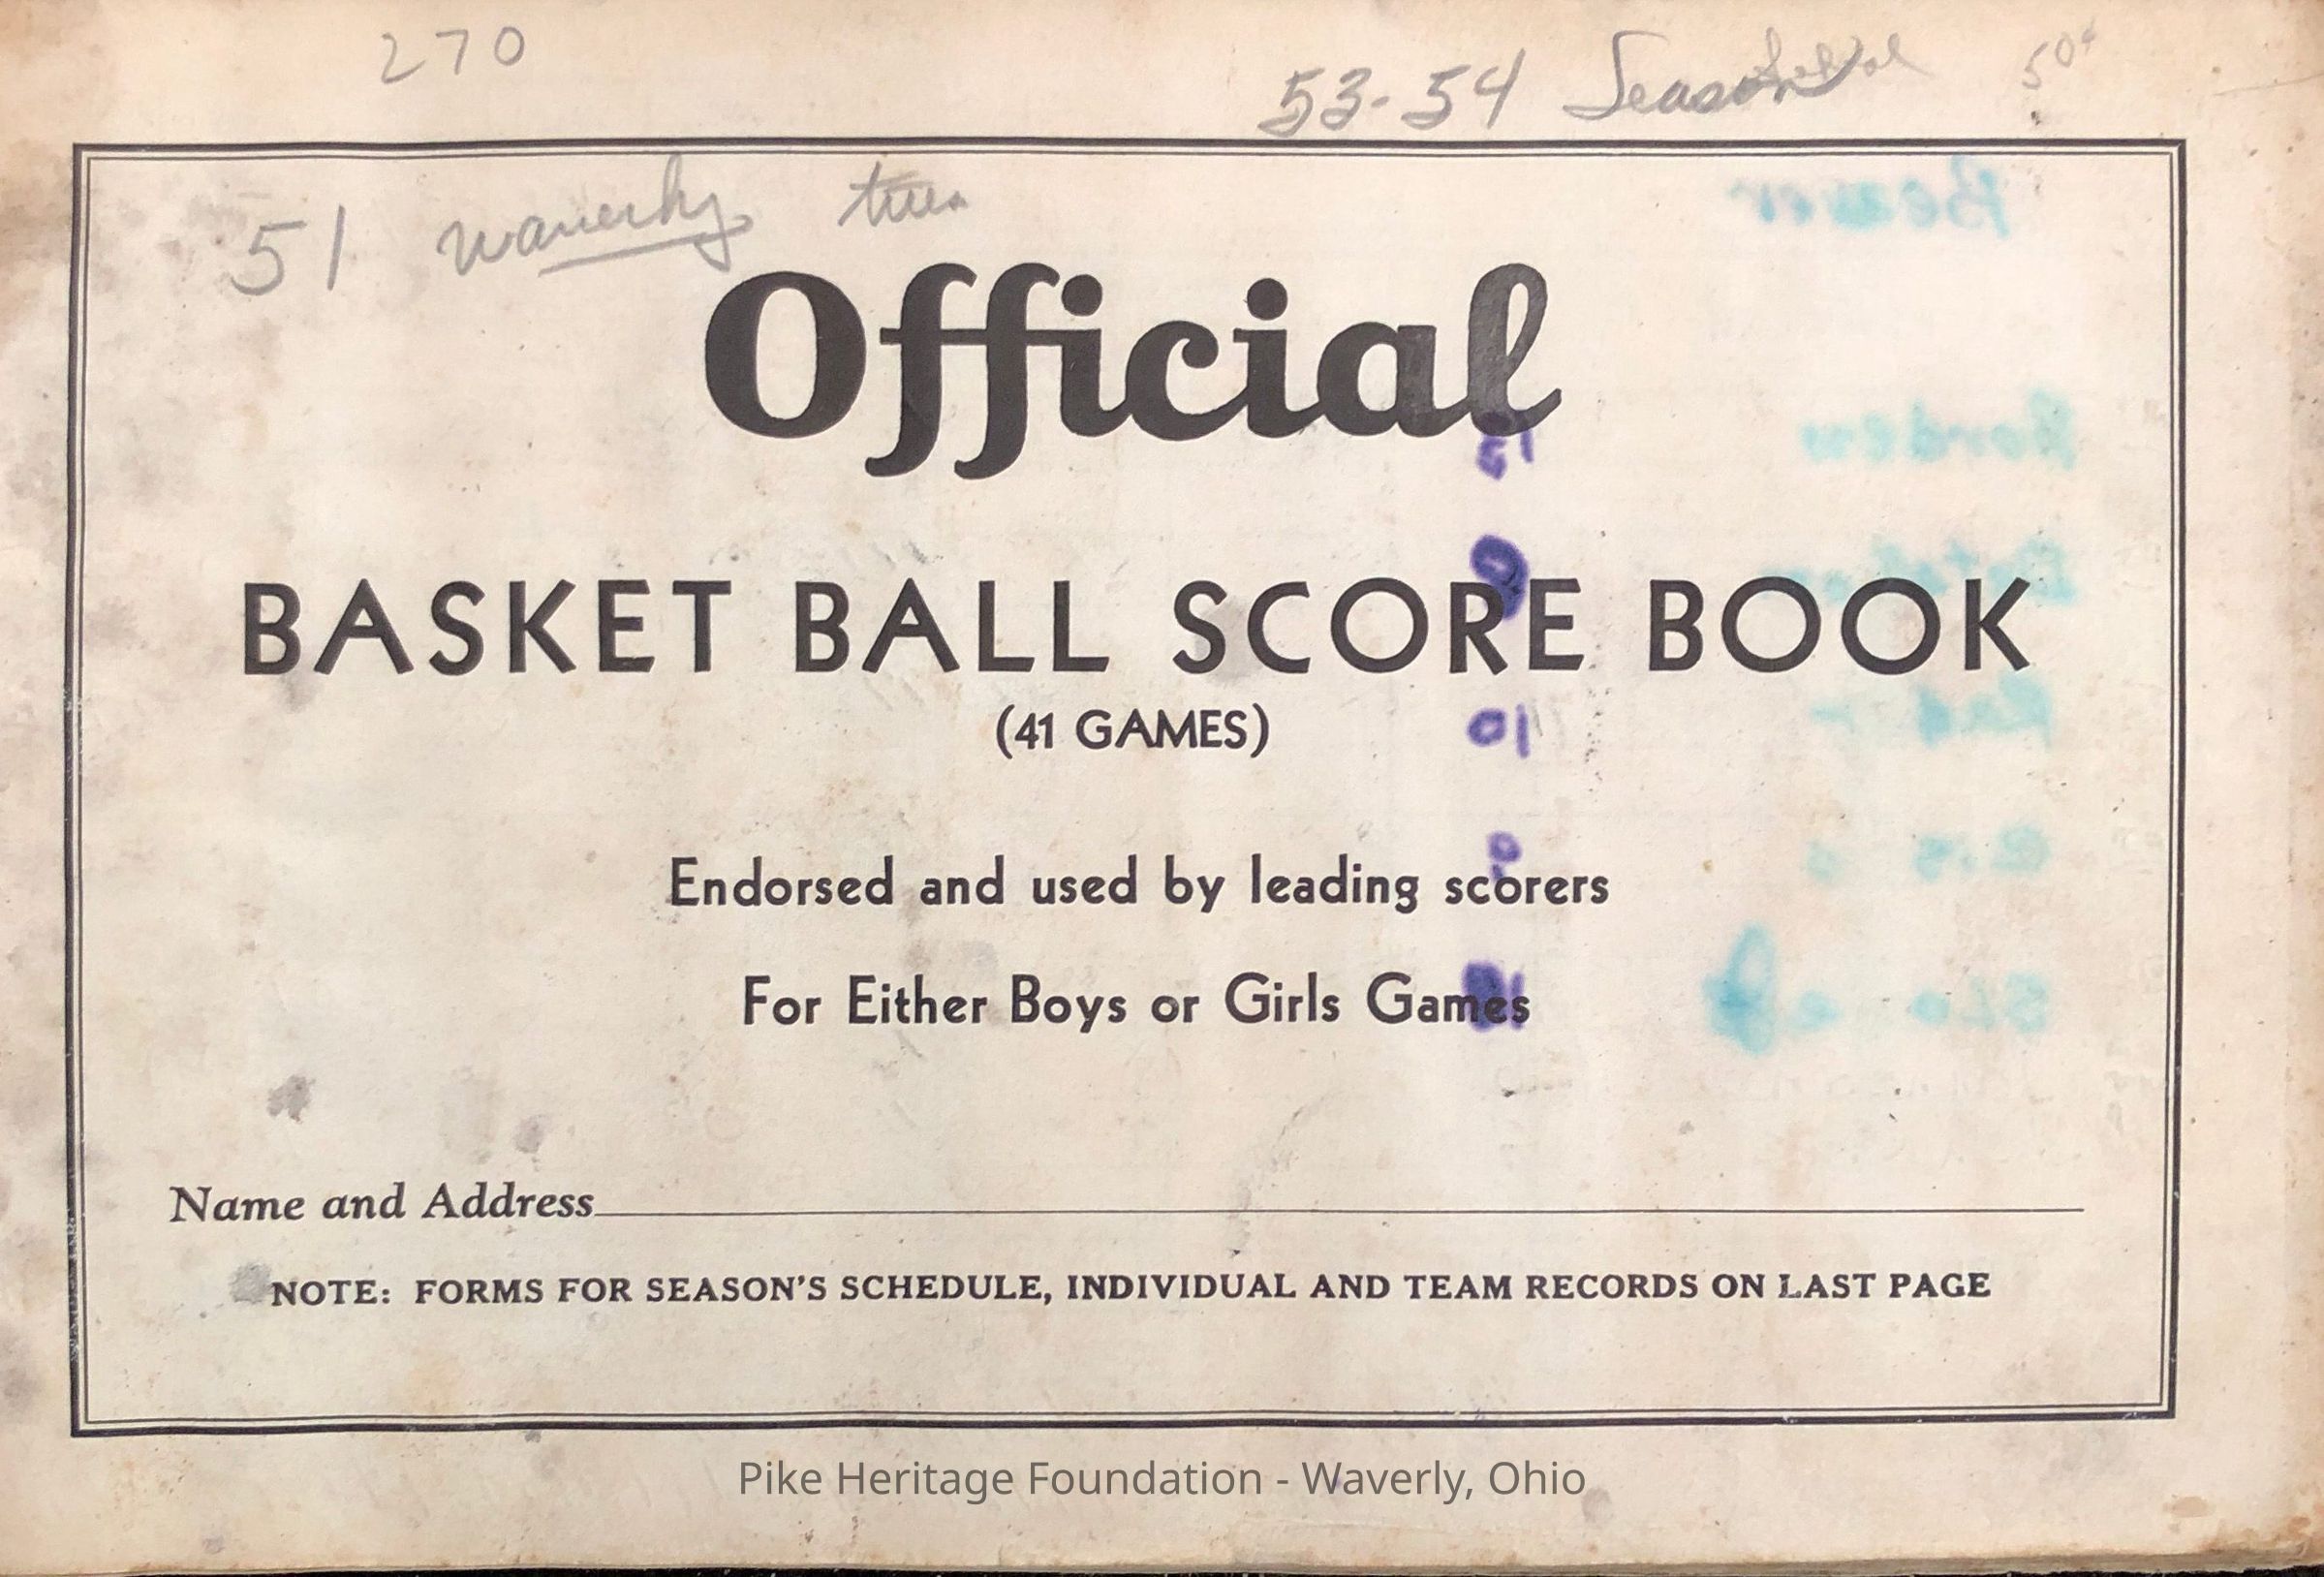 270
53-54 Season 50¢
51 Waverly
Official
BASKET BALL SCORE BOOK
(41 GAMES)
Endorsed and used by leading scorers
For Either Boys or Girls Games
Name and Address
NOTE: FORMS FOR SEASON'S SCHEDULE, INDIVIDUAL AND TEAM RECORDS ON LAST PAGE
Pike Heritage Foundation - Waverly, Ohio